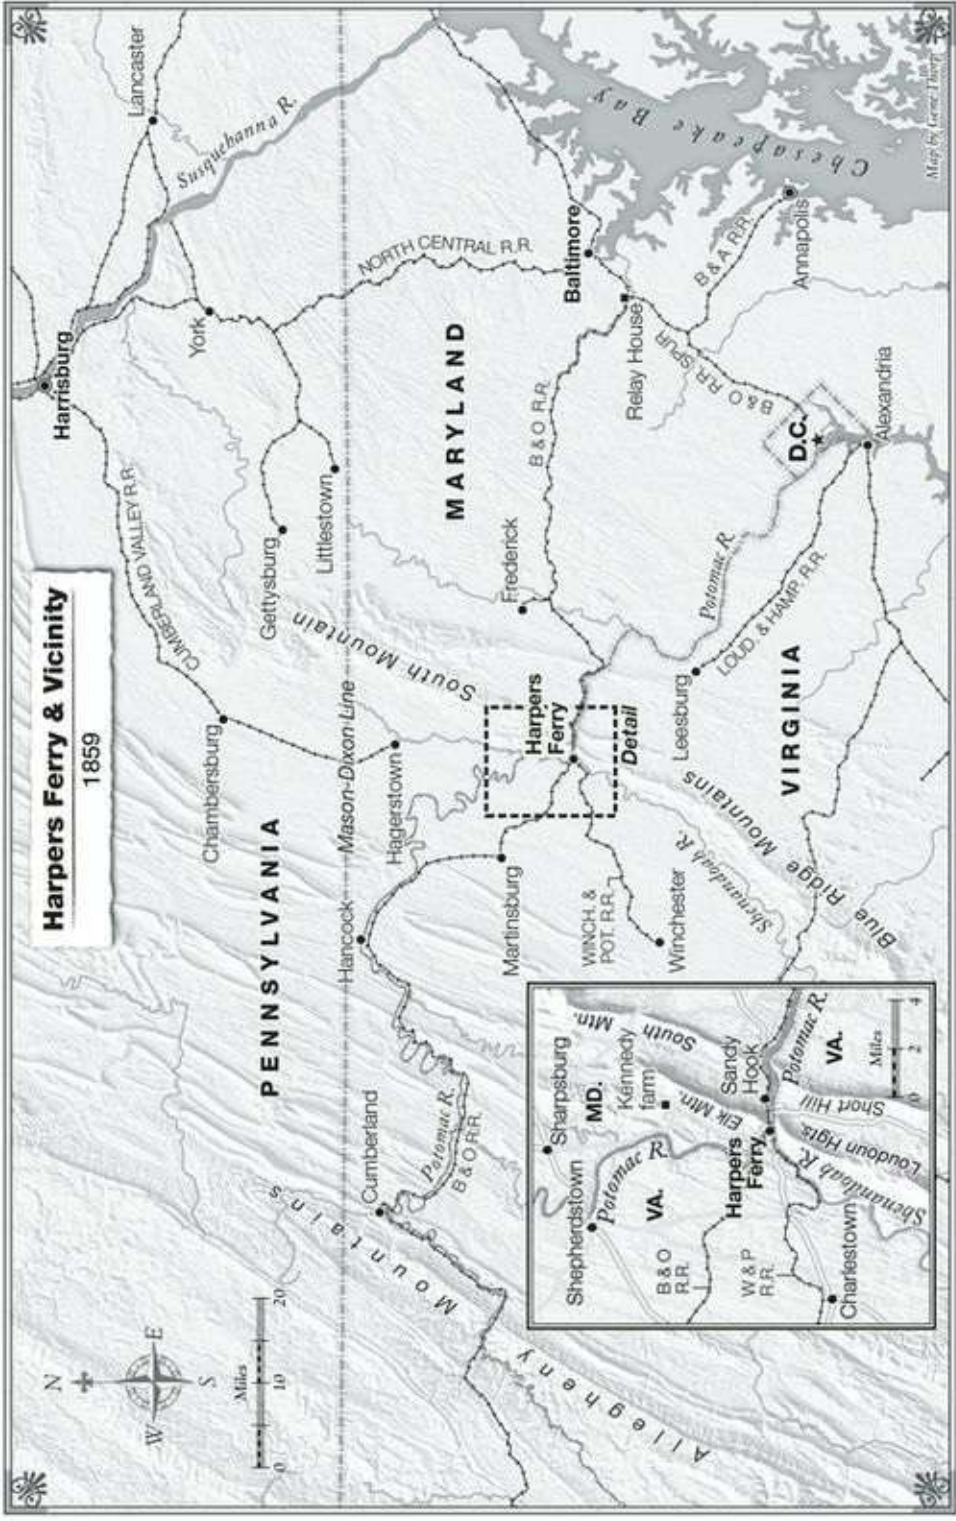 Harpers Ferry & Vicinity
1859
N
W
E
S
Miles
0
10
20
PENNSYLVANIA
MARYLAND
VIRGINIA
Harrisburg
Lancaster
Susquehanna R.
York
NORTH CENTRAL R.R.
CUMBERLAND VALLEY R.R.
Chambersburg
Gettysburg
Littlestown
South Mountain
Mason-Dixon Line
Hancock
Hagerstown
Cumberland
Potomac R.
B & O R.R.
Allegheny Mountains
Martinsburg
WINCH. &
POT. R.R.
Winchester
Harpers
Ferry
Detail
Frederick
B & O R.R.
Baltimore
Relay House
B & O R.R. SPUR
B & A R.R.
Annapolis
Chesapeake Bay
D.C.
Alexandria
Potomac R.
LOUD. & HAMP. R.R.
Leesburg
Blue Ridge Mountains
Shenandoah R.
Shepherdstown
Sharpsburg
MD.
Kennedy
farm
South Mtn.
Elk Mtn.
Potomac R.
VA.
B & O
R.R.
Harpers
Ferry
Sandy
Hook
Potomac R.
VA.
W & P
R.R.
Charlestown
Shenandoah R.
Loudoun Hgts.
Short Hill
Miles
0
2
4
Map by Gene Thorp